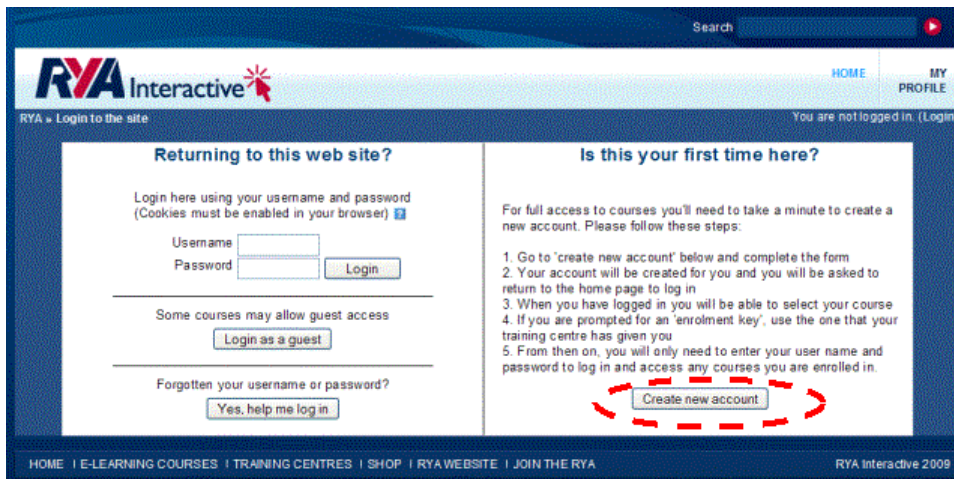 Search
RYA Interactive
HOME
MY
PROFILE
RYA » Login to the site
You are not logged in. (Login
Returning to this web site?
Login here using your username and password
(Cookies must be enabled in your browser) ?
Username
Password
Login
Some courses may allow guest access
Login as a guest
Forgotten your username or password?
Yes, help me log in
Is this your first time here?
For full access to courses you'll need to take a minute to create a
new account. Please follow these steps:
1. Go to 'create new account' below and complete the form
2. Your account will be created for you and you will be asked to
return to the home page to log in
3. When you have logged in you will be able to select your course
4. If you are prompted for an 'enrolment key', use the one that your
training centre has given you
5. From then on, you will only need to enter your user name and
password to log in and access any courses you are enrolled in.
Create new account
HOME | E-LEARNING COURSES | TRAINING CENTRES | SHOP | RYA WEBSITE | JOIN THE RYA
RYA Interactive 2009